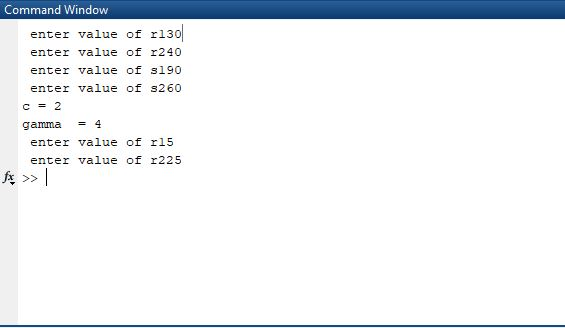 Command Window
enter value of r130
enter value of r240
enter value of s190
enter value of s260
c = 2
gamma  = 4
enter value of r15
enter value of r225
fx >>